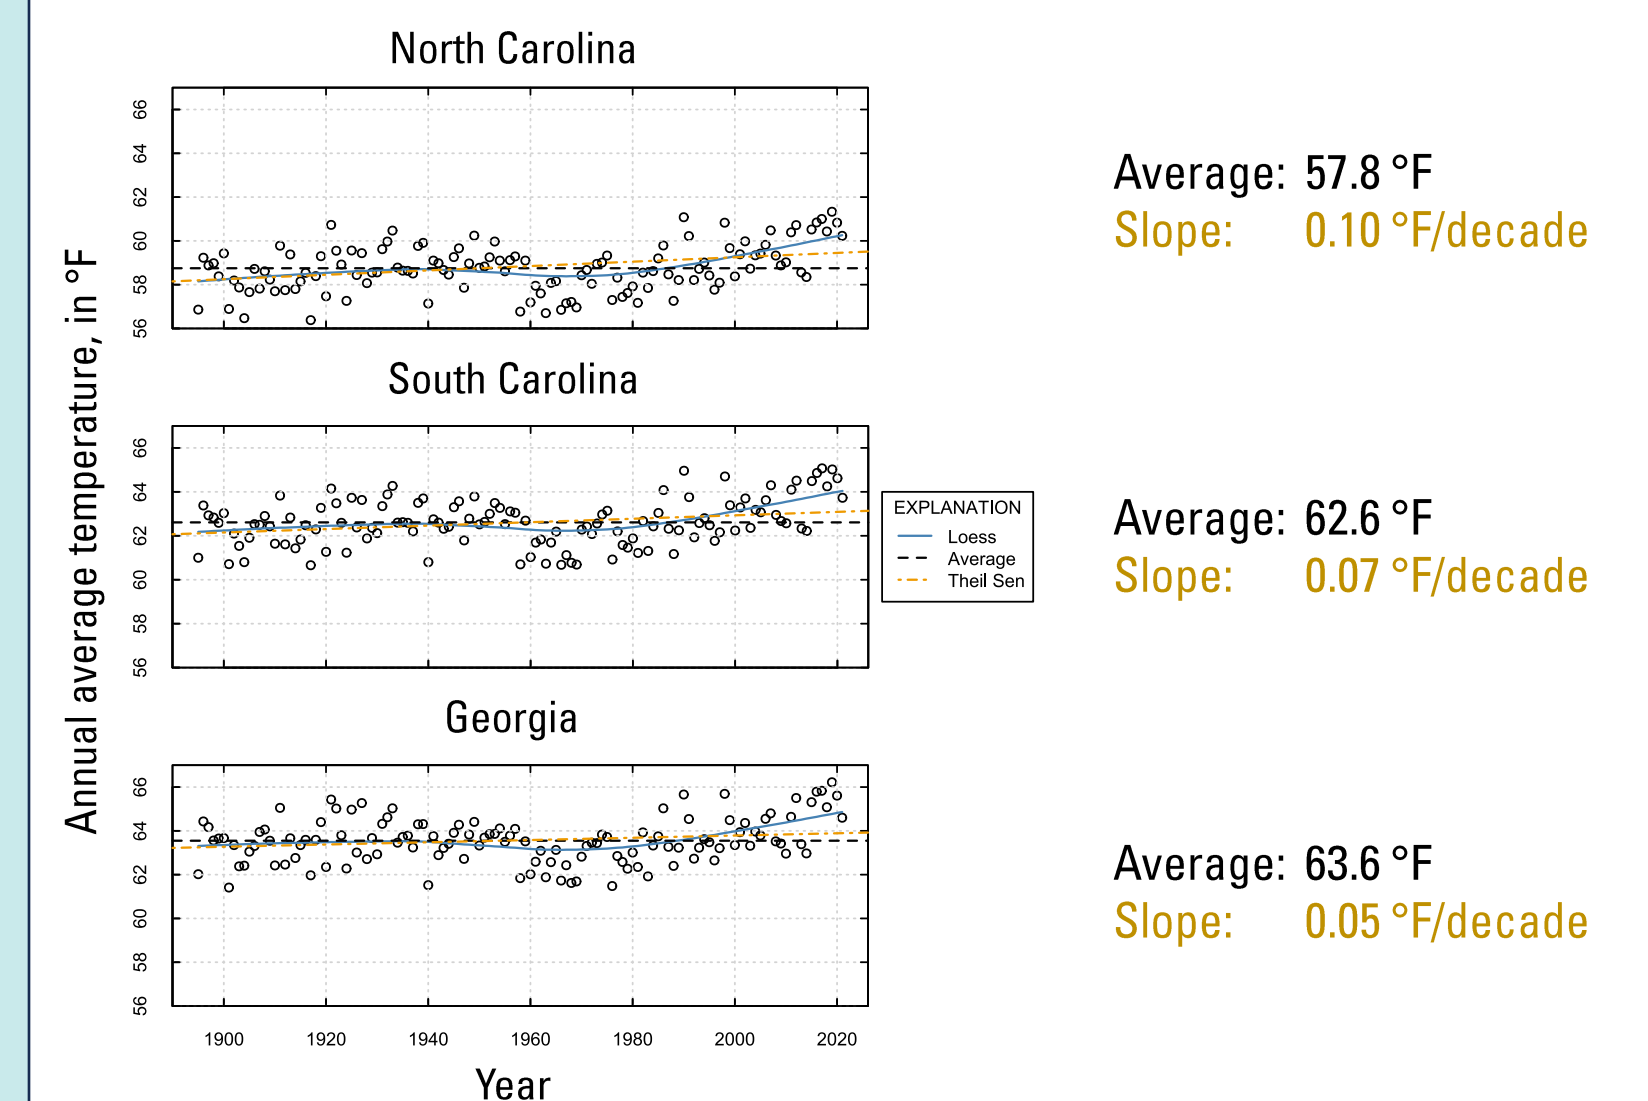 North Carolina
66
64
62
60
58
56
Average: 57.8 °F
Slope: 0.10 °F/decade
South Carolina
66
64
62
60
58
56
EXPLANATION
Loess
Average
Theil Sen
Average: 62.6 °F
Slope: 0.07 °F/decade
Georgia
66
64
62
60
58
56
Average: 63.6 °F
Slope: 0.05 °F/decade
Annual average temperature, in °F
1900 1920 1940 1960 1980 2000 2020
Year